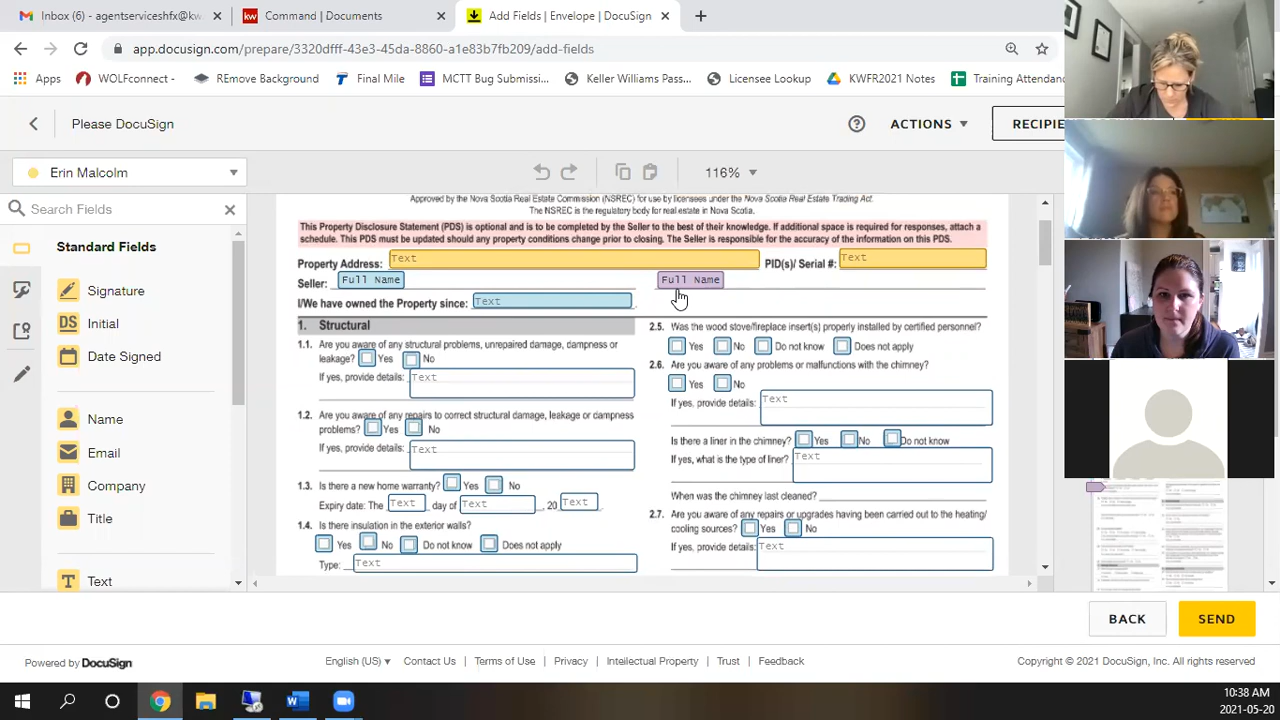 Inbox (6) - agentserviceshfx@kw
Command | Documents
Add Fields | Envelope | DocuSign
app.docusign.com/prepare/3320dfff-43e3-45da-8860-a1e83b7fb209/add-fields
Apps
WOLFconnect -
REmove Background
Final Mile
MCTT Bug Submissi...
Keller Williams Pass...
Licensee Lookup
KWFR2021 Notes
Training Attendanc
Please DocuSign
ACTIONS
RECIPIE
Erin Malcolm
116%
Search Fields
Standard Fields
Signature
DS Initial
Date Signed
Name
Email
Company
Title
T Text
Approved by the Nova Scotia Real Estate Commission (NSREC) for use by licensees under the Nova Scotia Real Estate Trading Act.
The NSREC is the regulatory body for real estate in Nova Scotia.
This Property Disclosure Statement (PDS) is optional and is to be completed by the Seller to the best of their knowledge. If additional space is required for responses, attach a
schedule. This PDS must be updated should any property conditions change prior to closing. The Seller is responsible for the accuracy of the information on this PDS.
Property Address: Text PID(s)/ Serial #: Text
Seller: Full Name Full Name
I/We have owned the Property since: Text
1. Structural
1.1. Are you aware of any structural problems, unrepaired damage, dampness or
leakage? Yes No
If yes, provide details: Text
1.2. Are you aware of any repairs to correct structural damage, leakage or dampness
problems? Yes No
If yes, provide details: Text
1.3. Is there a new home warranty? Yes No
Expiry date: The day of Text 20 Text
1.4. Is there insulation in the walls?
Yes No Do not apply
If Text
2.5. Was the wood stove/fireplace insert(s) properly installed by certified personnel?
Yes No Do not know Does not apply
2.6. Are you aware of any problems or malfunctions with the chimney?
Yes No
If yes, provide details: Text
Is there a liner in the chimney? Yes No Do not know
If yes, what is the type of liner? Text
When was the chimney last cleaned?
2.7. Are you aware of any repairs or upgrades having been carried out to the heating/
cooling sources? Yes No
If yes, provide details: Text
BACK
SEND
Powered by DocuSign
English (US) Contact Us Terms of Use Privacy Intellectual Property Trust Feedback
Copyright © 2021 DocuSign, Inc. All rights reserved
10:38 AM
2021-05-20